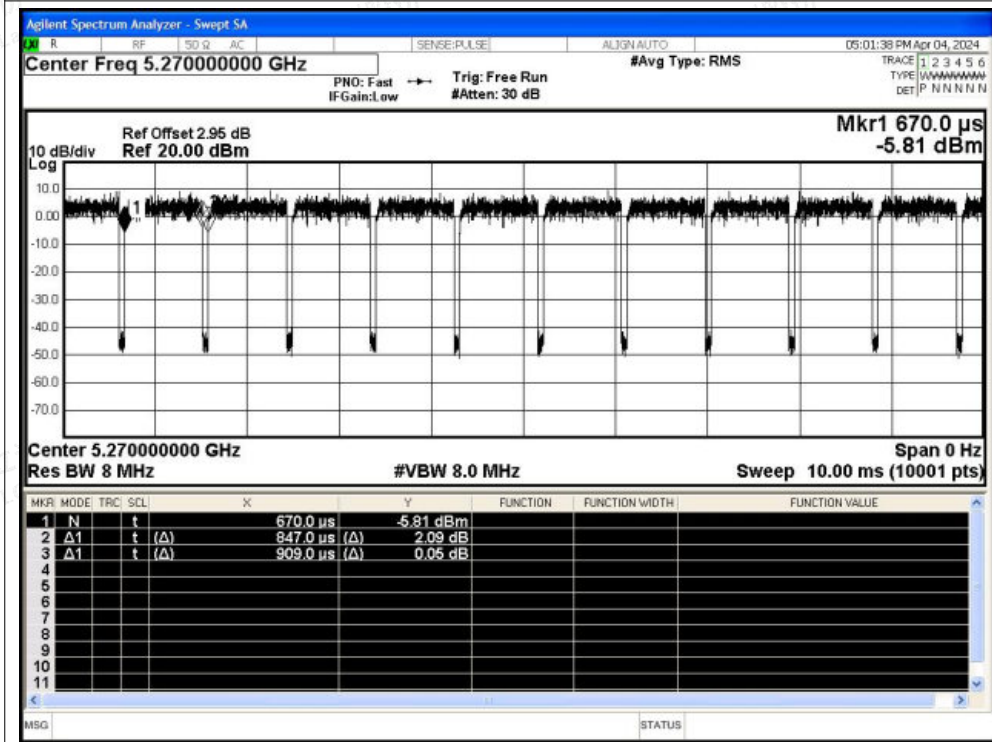 Agilent Spectrum Analyzer - Swept SA
LXI R RF 50 Ω AC SENSE:PULSE ALIGN AUTO 05:01:38 PM Apr 04, 2024
Center Freq 5.270000000 GHz #Avg Type: RMS TRACE 1 2 3 4 5 6
PNO: Fast Trig: Free Run TYPE WWWWWW
IFGain:Low #Atten: 30 dB DET P N N N N N
Mkr1 670.0 µs
Ref Offset 2.95 dB
10 dB/div Ref 20.00 dBm -5.81 dBm
Log
10.0
1
0.00
-10.0
-20.0
-30.0
-40.0
-50.0
-60.0
-70.0
Center 5.270000000 GHz Span 0 Hz
Res BW 8 MHz #VBW 8.0 MHz Sweep 10.00 ms (10001 pts)
MKR MODE TRC SCL X Y FUNCTION FUNCTION WIDTH FUNCTION VALUE
1 N t 670.0 µs -5.81 dBm
2 Δ1 t (Δ) 847.0 µs (Δ) 2.09 dB
3 Δ1 t (Δ) 909.0 µs (Δ) 0.05 dB
4
5
6
7
8
9
10
11
MSG STATUS